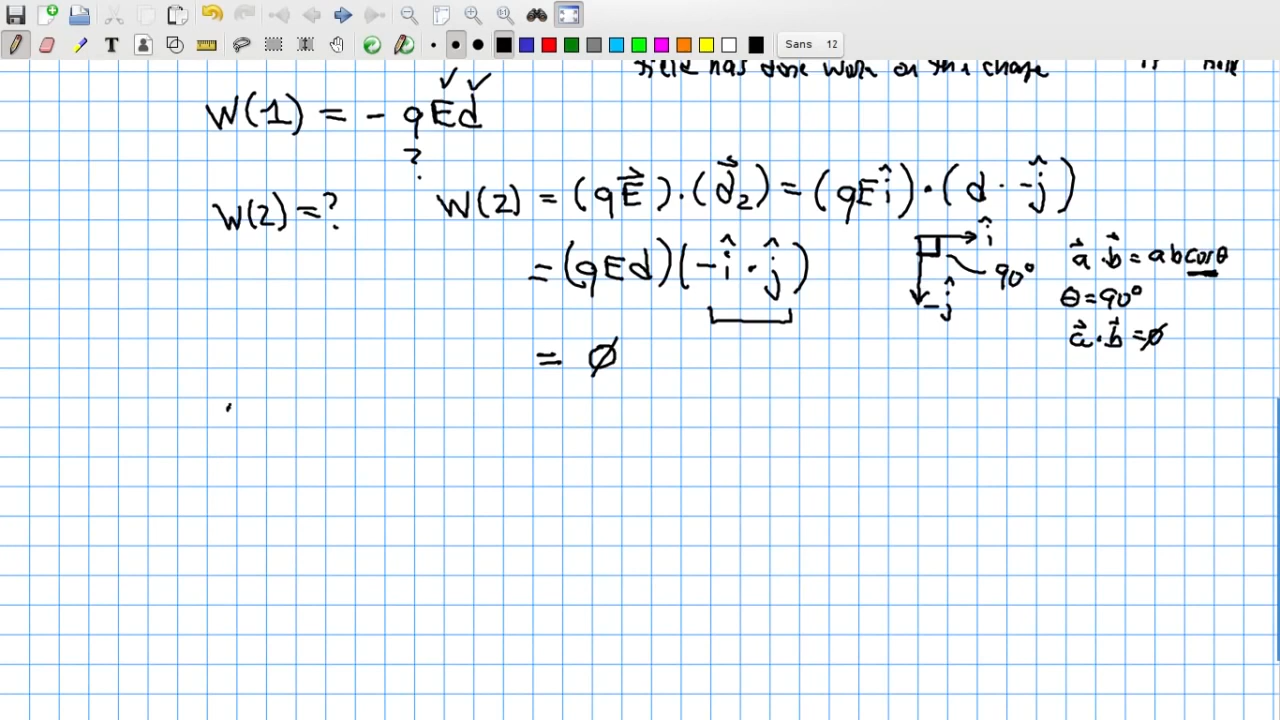 Sans 12
field has done work on this charge
W(1) = - qEd
?
W(2) =?
W(2) = (qE⃗) · (d⃗₂) = (qEî) · (d · -ĵ)
= (qEd)(-î · ĵ)
î
90°
-ĵ
a⃗ · b⃗ = ab cosθ
θ = 90°
a⃗ · b⃗ = ∅
= ∅